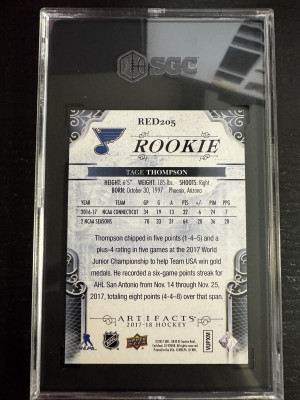 SGC
RED205
ROOKIE
TAGE THOMPSON
HEIGHT: 6'5" WEIGHT: 185 lbs. SHOOTS: Right
BORN: October 30, 1997 Phoenix, Arizona
YEAR TEAM GP G A PTS +/- PIM PPG
2016-17 NCAA CONNECTICUT 34 19 13 32 -6 24 7
2 NCAA SEASONS 70 33 31 64 -20 36 20
Thompson chipped in five points (1-4–5) and a
plus-4 rating in five games at the 2017 World
Junior Championship to help Team USA win gold
medals. He recorded a six-game points streak for
AHL San Antonio from Nov. 14 through Nov. 25,
2017, totaling eight points (4-4–8) over that span.
ARTIFACTS
2017-18 HOCKEY